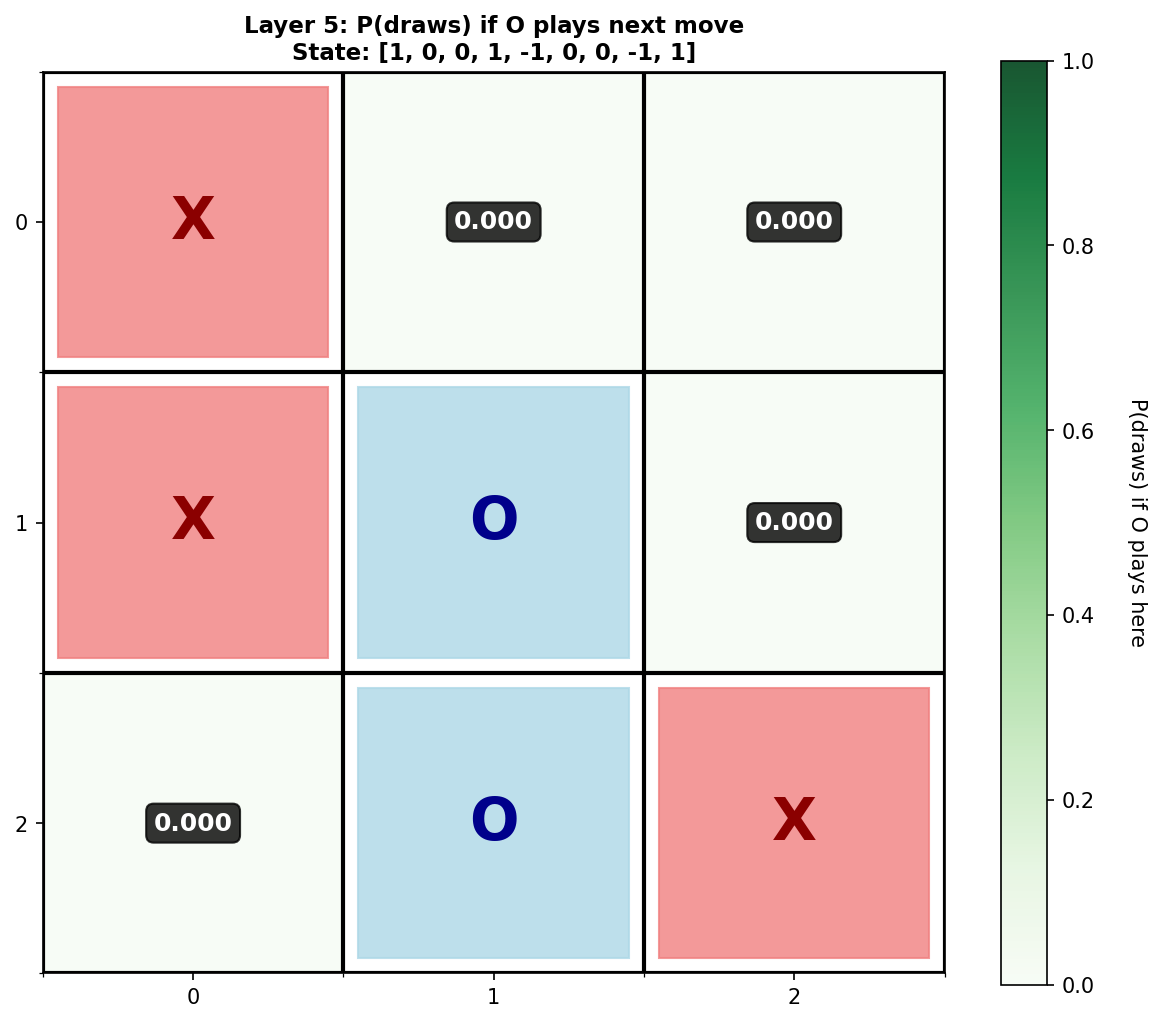 Layer 5: P(draws) if O plays next move
State: [1, 0, 0, 1, -1, 0, 0, -1, 1]
0
X
0.000
0.000
1
X
O
0.000
2
0.000
O
X
0
1
2
1.0
0.8
0.6
0.4
0.2
0.0
P(draws) if O plays here